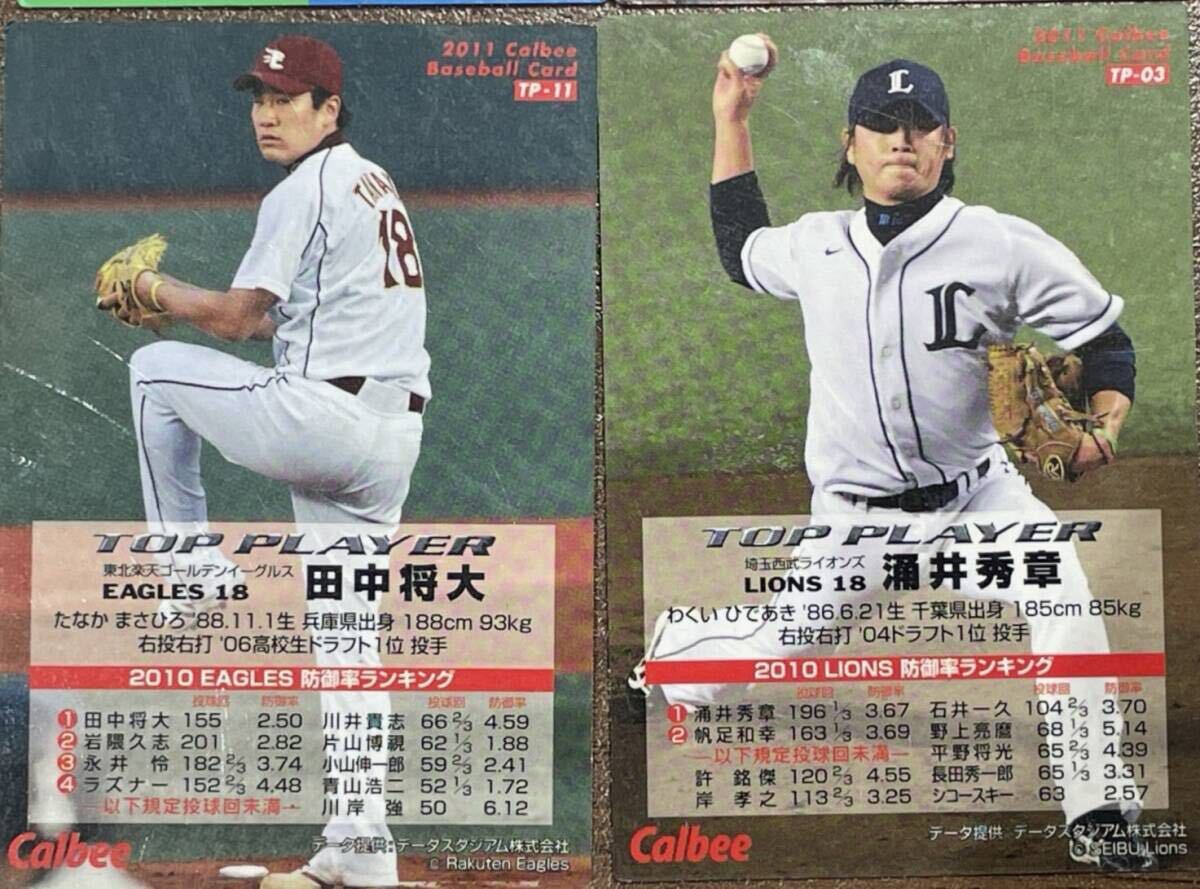 2011 Calbee
Baseball Card
TP-11
TANA
18
TOP PLAYER
東北楽天ゴールデンイーグルス
EAGLES 18 田中将大
たなか まさひろ '88.11.1生 兵庫県出身 188cm 93kg
右投右打 '06高校生ドラフト1位 投手
2010 EAGLES 防御率ランキング
投球回 防御率 投球回 防御率
1 田中将大 155 2.50 川井貴志 66 2/3 4.59
2 岩隈久志 201 2.82 片山博視 62 1/3 1.88
3 永井 怜 182 2/3 3.74 小山伸一郎 59 2/3 2.41
4 ラズナー 152 2/3 4.48 青山浩二 52 1/3 1.72
—以下規定投球回未満— 川岸 強 50 6.12
Calbee
データ提供:データスタジアム株式会社
© Rakuten Eagles
2011 Calbee
Baseball Card
TP-03
L
L
TOP PLAYER
埼玉西武ライオンズ
LIONS 18 涌井秀章
わくい ひであき '86.6.21生 千葉県出身 185cm 85kg
右投右打 '04ドラフト1位 投手
2010 LIONS 防御率ランキング
投球回 防御率 投球回 防御率
1 涌井秀章 196 1/3 3.67 石井一久 104 2/3 3.70
2 帆足和幸 163 1/3 3.69 野上亮磨 68 1/3 5.14
—以下規定投球回未満— 平野将光 65 2/3 4.39
許 銘傑 120 2/3 4.55 長田秀一郎 65 1/3 3.31
岸 孝之 113 2/3 3.25 シコースキー 63 2.57
Calbee
データ提供 データスタジアム株式会社
© SEIBU Lions